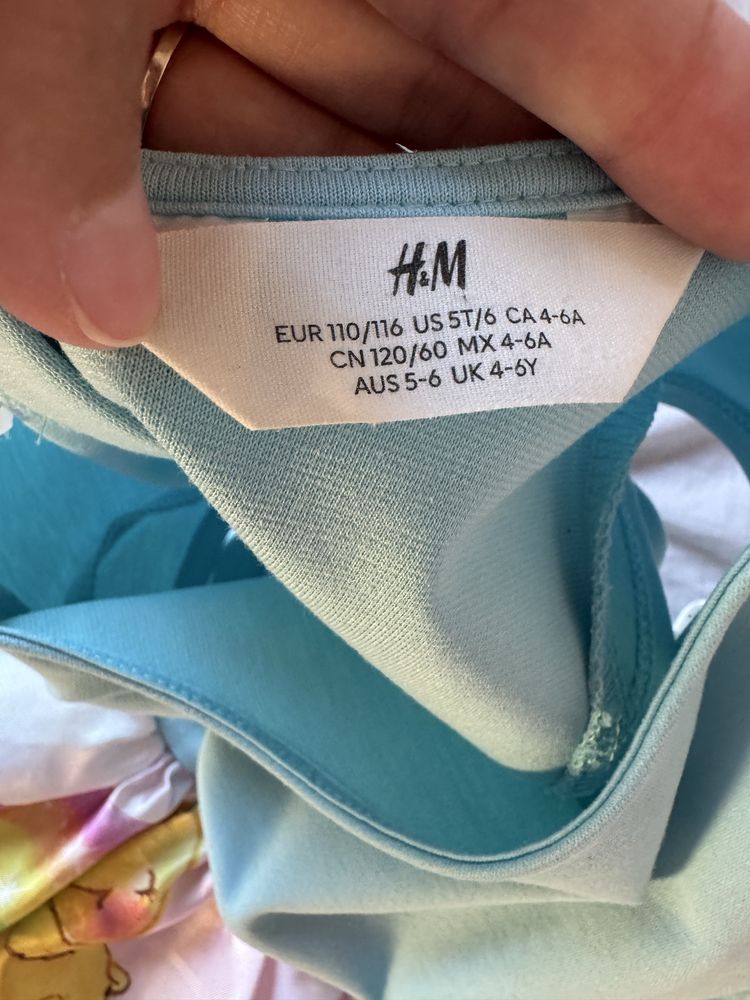 H&M
EUR 110/116 US 5T/6 CA 4-6A
CN 120/60 MX 4-6A
AUS 5-6 UK 4-6Y